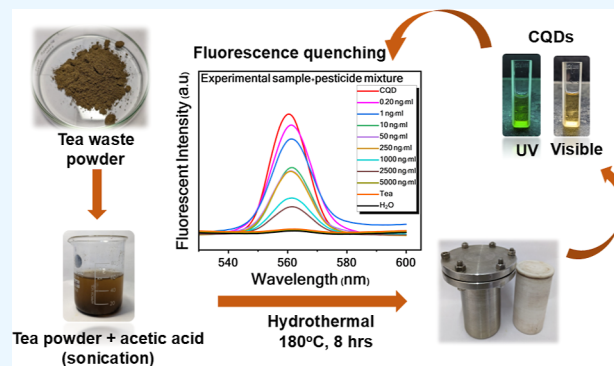 Tea waste
powder
Tea powder + acetic acid
(sonication)
Fluorescence quenching
Experimental sample-pesticide mixture
CQD
0.20 ng ml
1 ng ml
10 ng ml
50 ng ml
250 ng ml
1000 ng ml
2500 ng ml
5000 ng ml
Tea
H₂O
Fluorescent Intensity (a.u)
540
560
580
600
Wavelength (nm)
Hydrothermal
180°C, 8 hrs
CQDs
UV
Visible